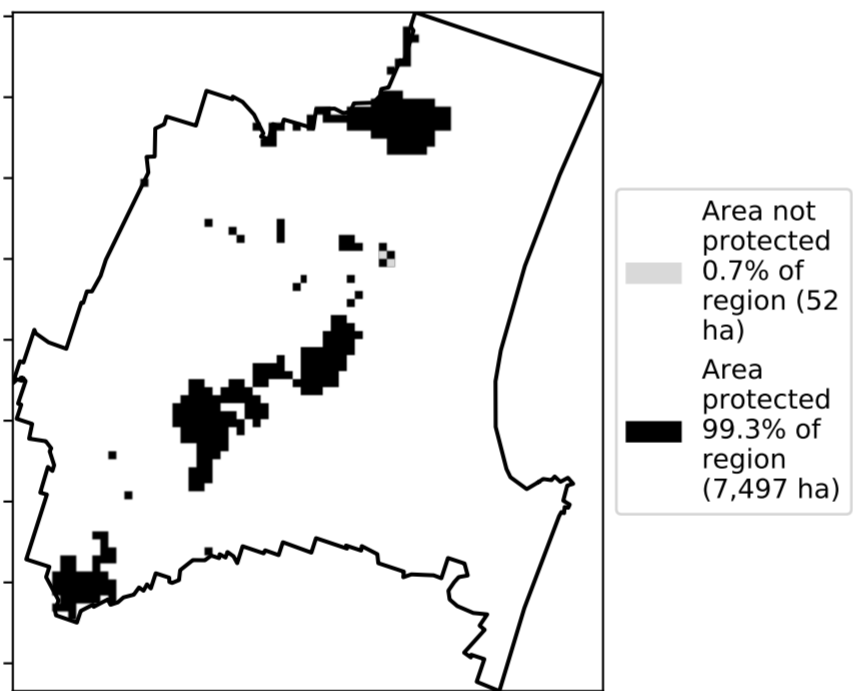 Area not
protected
0.7% of
region (52
ha)
Area
protected
99.3% of
region
(7,497 ha)